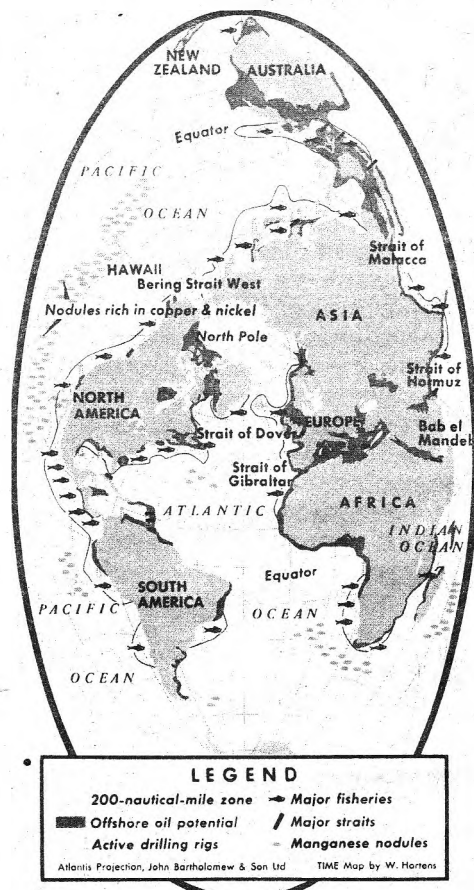 NEW
ZEALAND
AUSTRALIA
Equator
PACIFIC
OCEAN
Strait of
Malacca
HAWAII
Bering Strait West
Nodules rich in copper & nickel
ASIA
North Pole
Strait of
Hormuz
NORTH
AMERICA
EUROPE
Bab el
Mandeb
Strait of Dover
Strait of
Gibraltar
ATLANTIC
AFRICA
INDIAN
OCEAN
Equator
SOUTH
AMERICA
PACIFIC
OCEAN
OCEAN
LEGEND
200-nautical-mile zone Major fisheries
Offshore oil potential Major straits
Active drilling rigs Manganese nodules
Atlantis Projection, John Bartholomew & Son Ltd TIME Map by W. Hortens